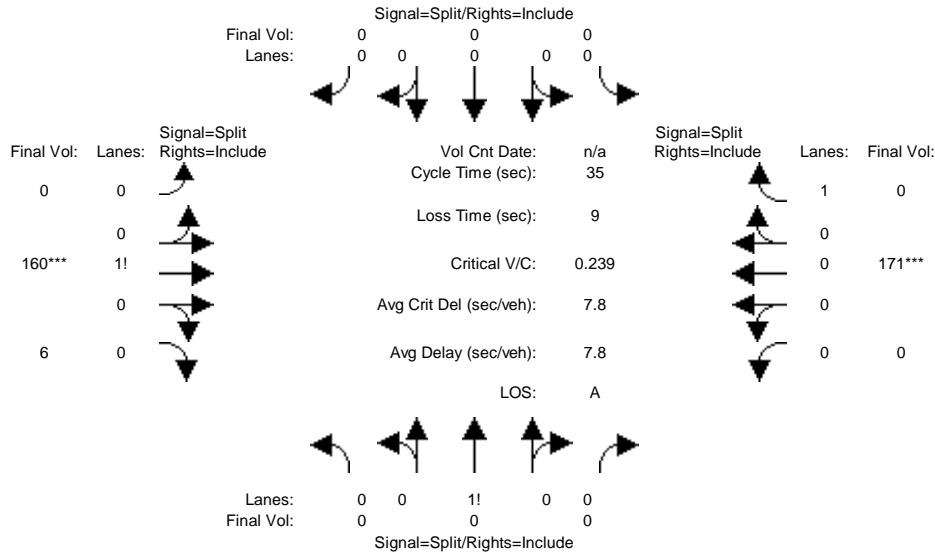 Signal=Split/Rights=Include
Final Vol: 0 0 0
Lanes: 0 0 0 0 0
Signal=Split Signal=Split
Final Vol: Lanes: Rights=Include Vol Cnt Date: n/a Rights=Include Lanes: Final Vol:
Cycle Time (sec): 35
0 0 1 0
Loss Time (sec): 9
0 0
160*** 1! Critical V/C: 0.239 0 171***
0 Avg Crit Del (sec/veh): 7.8 0
6 0 Avg Delay (sec/veh): 7.8 0 0
LOS: A
Lanes: 0 0 1! 0 0
Final Vol: 0 0 0
Signal=Split/Rights=Include